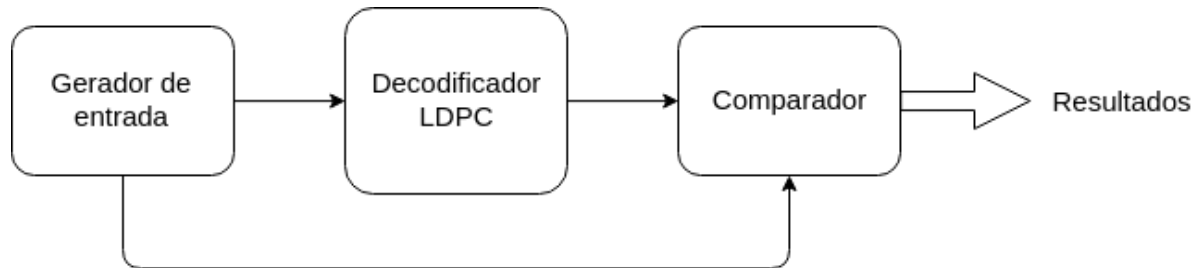 Gerador de
entrada
Decodificador
LDPC
Comparador
Resultados